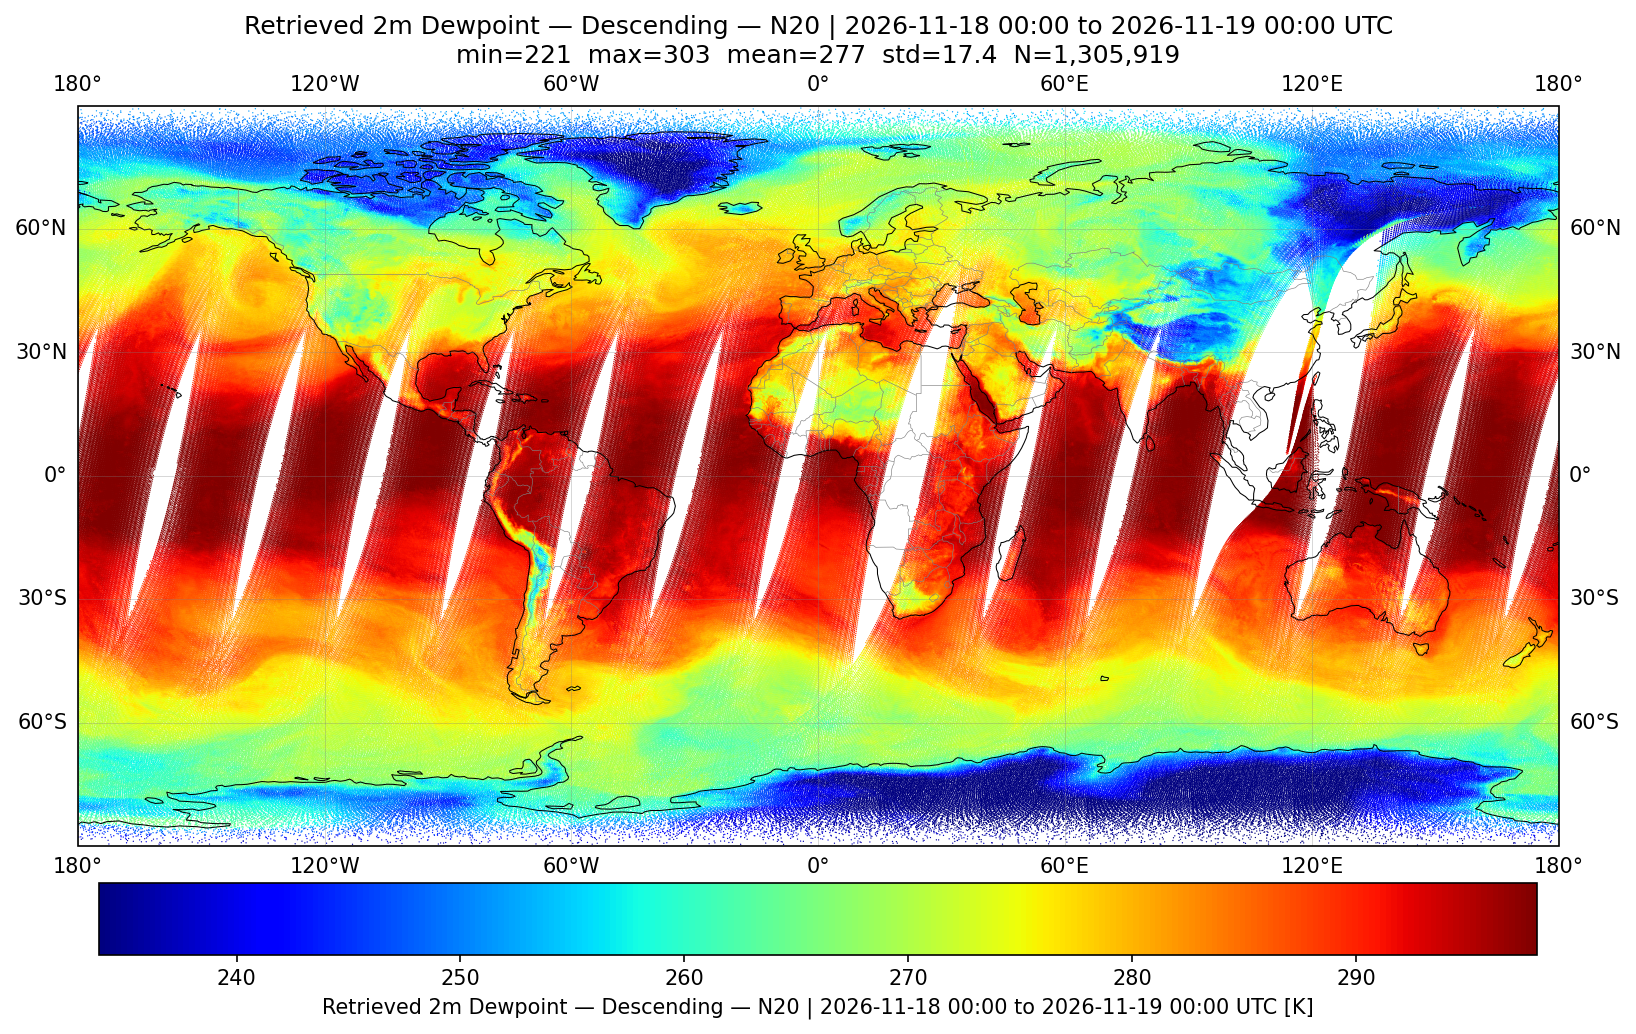 Retrieved 2m Dewpoint — Descending — N20 | 2026-11-18 00:00 to 2026-11-19 00:00 UTC
min=221  max=303  mean=277  std=17.4  N=1,305,919
180° 120°W 60°W 0° 60°E 120°E 180°
60°N 60°N
30°N 30°N
0° 0°
30°S 30°S
60°S 60°S
180° 120°W 60°W 0° 60°E 120°E 180°
240 250 260 270 280 290
Retrieved 2m Dewpoint — Descending — N20 | 2026-11-18 00:00 to 2026-11-19 00:00 UTC [K]